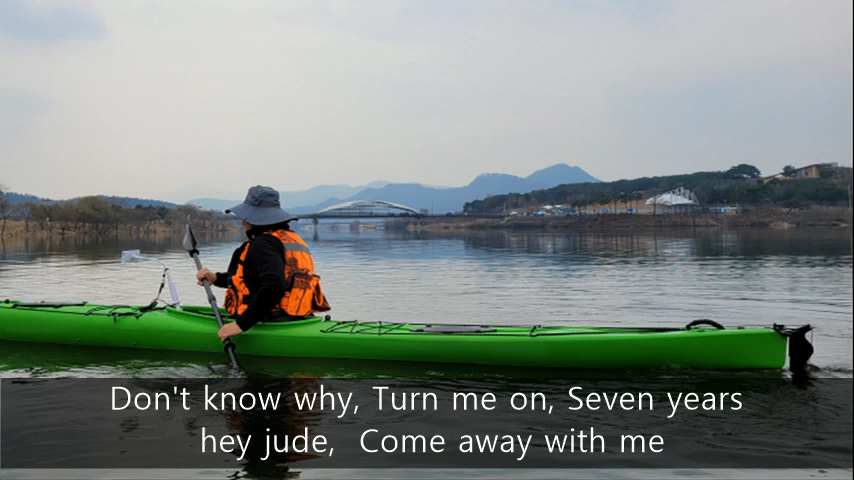 Don't know why, Turn me on, Seven years
hey jude,  Come away with me